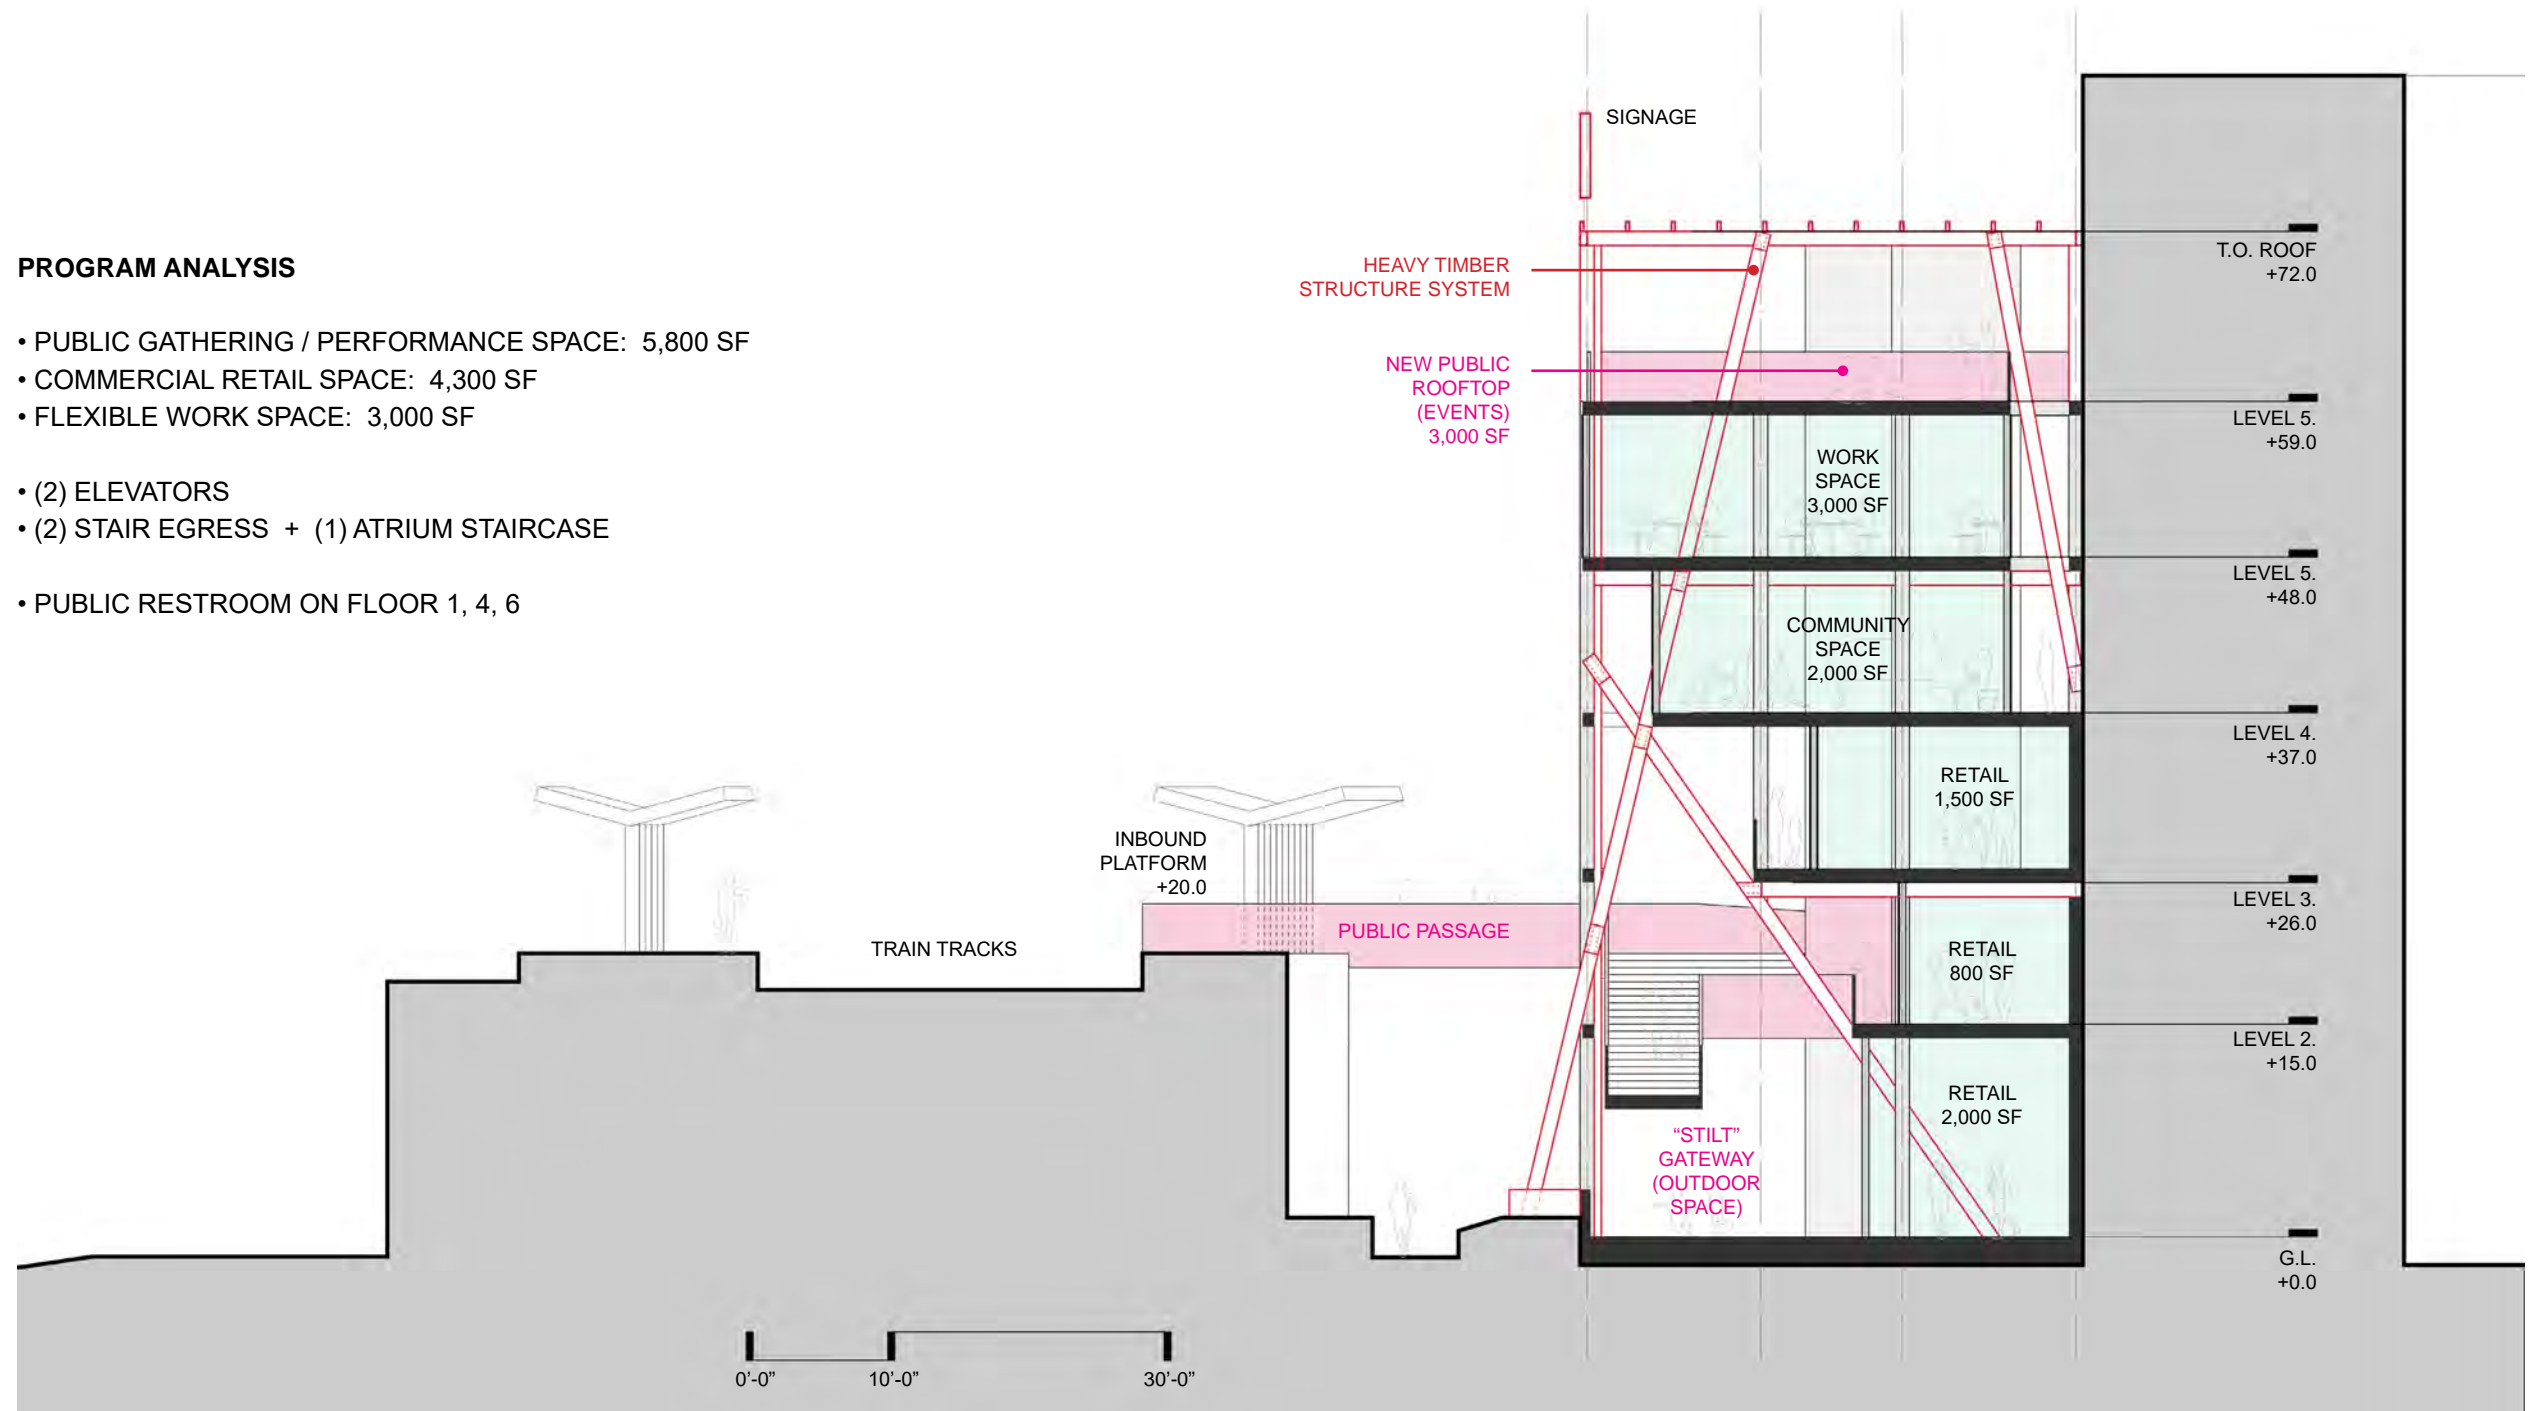 PROGRAM ANALYSIS
• PUBLIC GATHERING / PERFORMANCE SPACE: 5,800 SF
• COMMERCIAL RETAIL SPACE: 4,300 SF
• FLEXIBLE WORK SPACE: 3,000 SF
• (2) ELEVATORS
• (2) STAIR EGRESS + (1) ATRIUM STAIRCASE
• PUBLIC RESTROOM ON FLOOR 1, 4, 6
SIGNAGE
HEAVY TIMBER
STRUCTURE SYSTEM
NEW PUBLIC
ROOFTOP
(EVENTS)
3,000 SF
WORK
SPACE
3,000 SF
COMMUNITY
SPACE
2,000 SF
RETAIL
1,500 SF
RETAIL
800 SF
RETAIL
2,000 SF
“STILT”
GATEWAY
(OUTDOOR
SPACE)
INBOUND
PLATFORM
+20.0
PUBLIC PASSAGE
TRAIN TRACKS
T.O. ROOF
+72.0
LEVEL 5.
+59.0
LEVEL 5.
+48.0
LEVEL 4.
+37.0
LEVEL 3.
+26.0
LEVEL 2.
+15.0
G.L.
+0.0
0’-0” 10’-0” 30’-0”